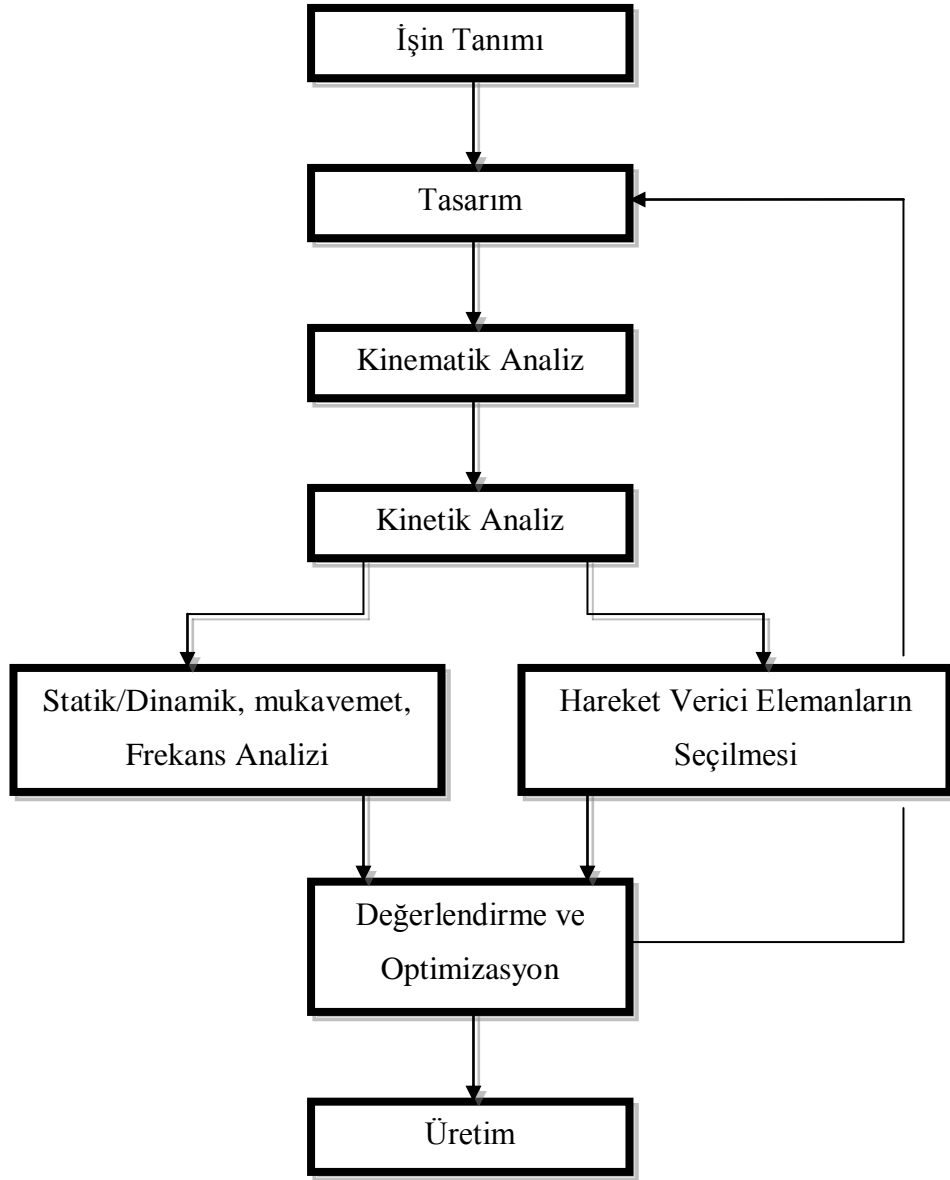 İşin Tanımı
Tasarım
Kinematik Analiz
Kinetik Analiz
Statik/Dinamik, mukavemet,
Frekans Analizi
Hareket Verici Elemanların
Seçilmesi
Değerlendirme ve
Optimizasyon
Üretim